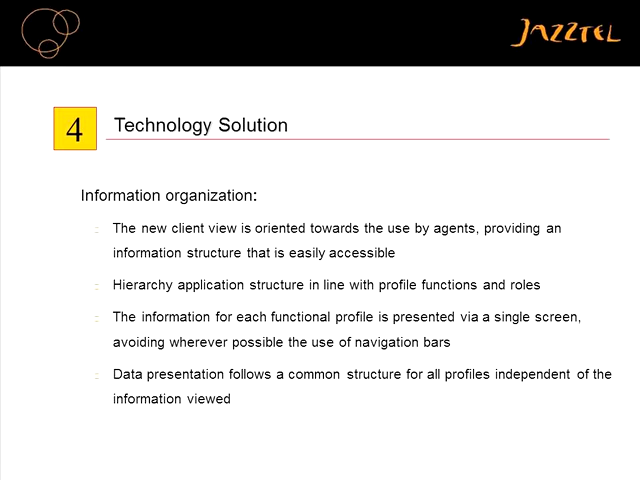 JAZZTEL
4
Technology Solution
Information organization:
The new client view is oriented towards the use by agents, providing an
information structure that is easily accessible
Hierarchy application structure in line with profile functions and roles
The information for each functional profile is presented via a single screen,
avoiding wherever possible the use of navigation bars
Data presentation follows a common structure for all profiles independent of the
information viewed